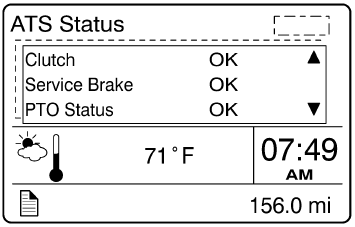 ATS Status
Clutch OK
Service Brake OK
PTO Status OK
71°F
07:49
AM
156.0 mi